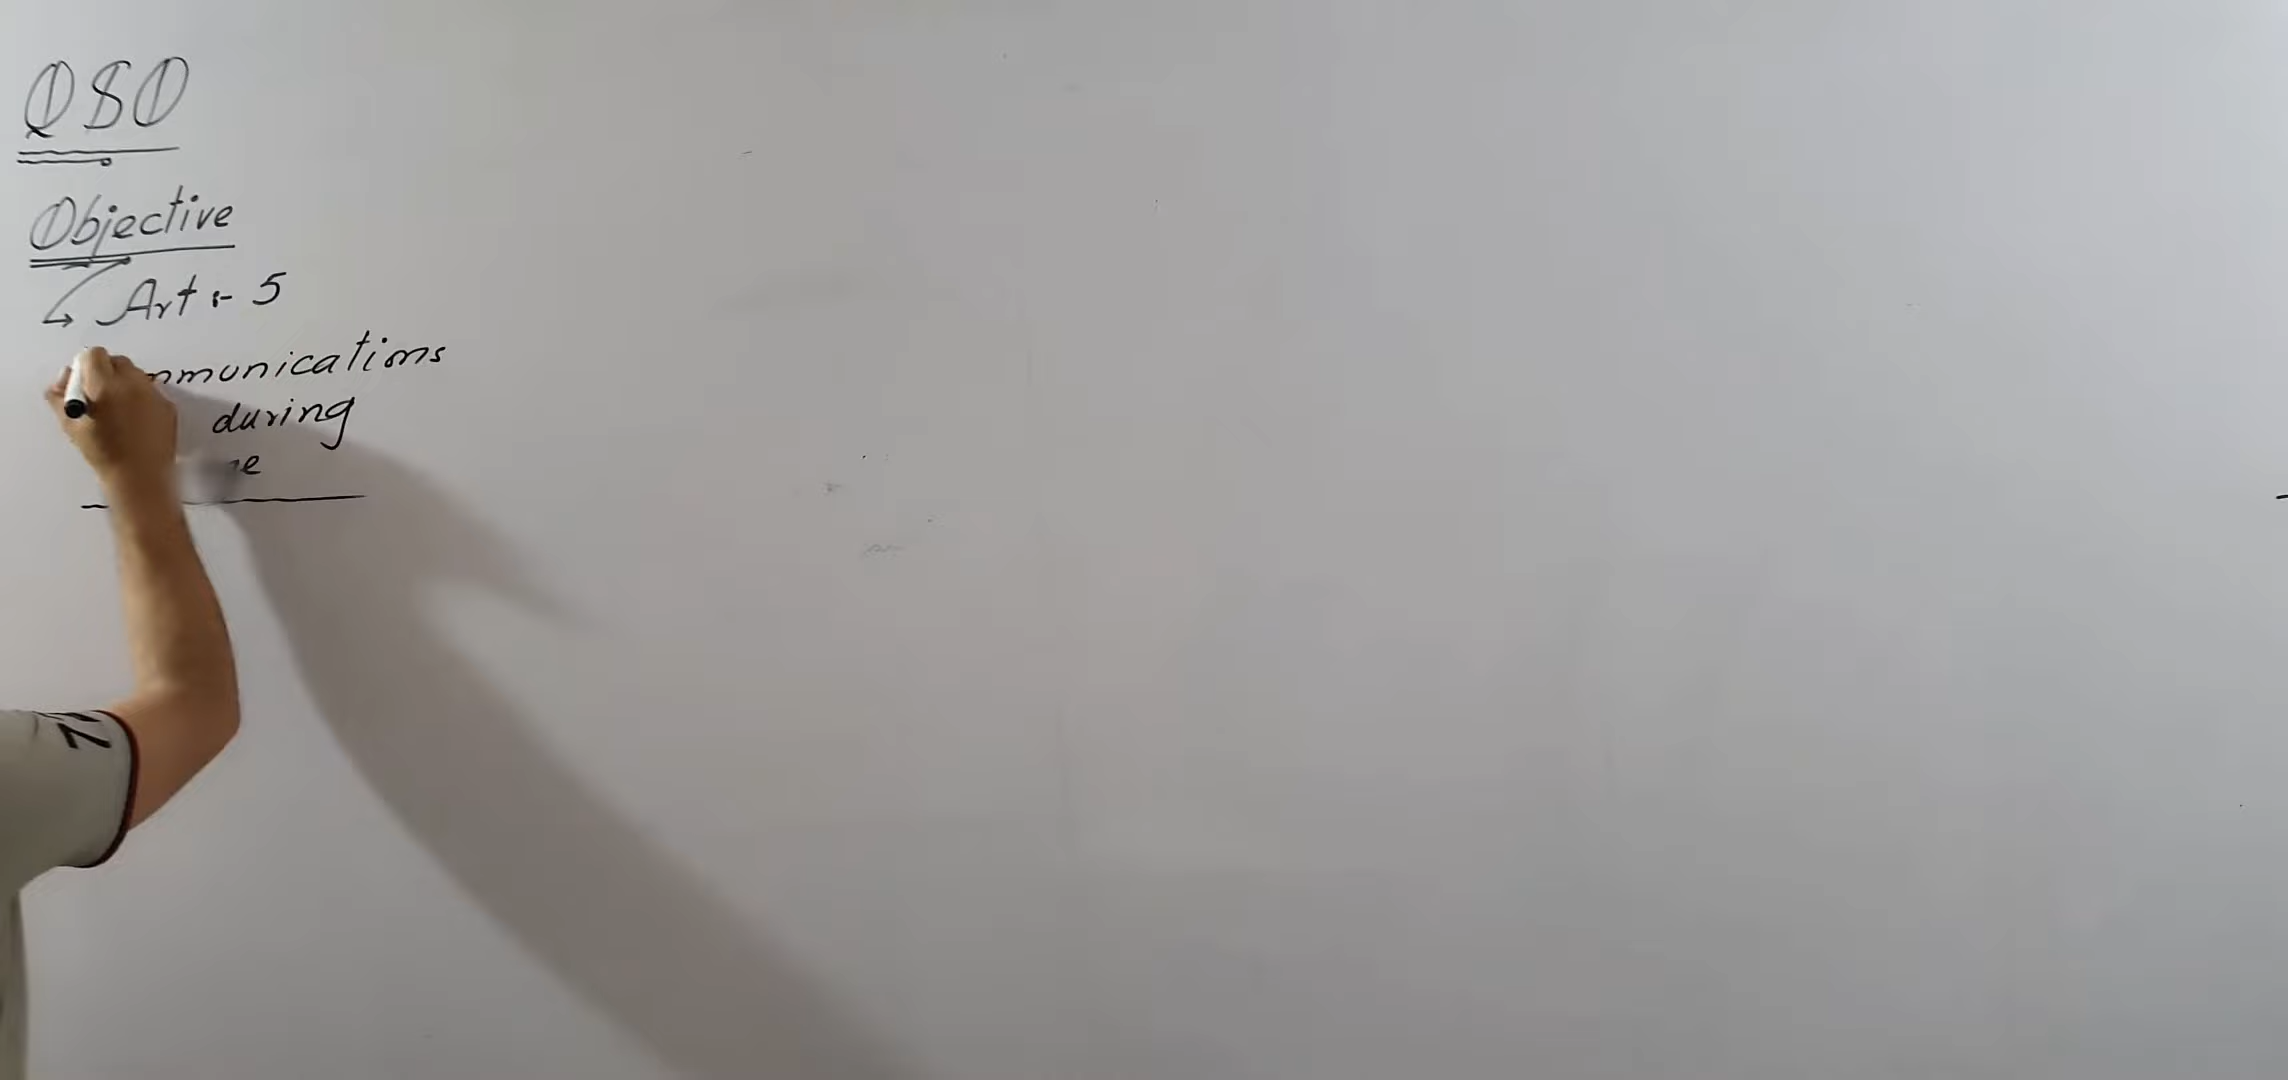 QSO
Objective
Art :- 5
mmunications
during